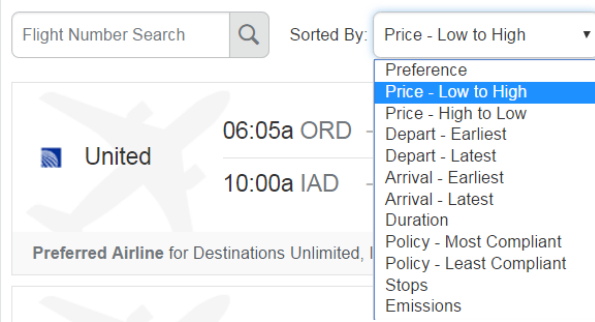 Flight Number Search
Sorted By:
Price - Low to High
Preference
Price - Low to High
Price - High to Low
Depart - Earliest
Depart - Latest
Arrival - Earliest
Arrival - Latest
Duration
Policy - Most Compliant
Policy - Least Compliant
Stops
Emissions
United
06:05a ORD -
10:00a IAD -
Preferred Airline for Destinations Unlimited, I